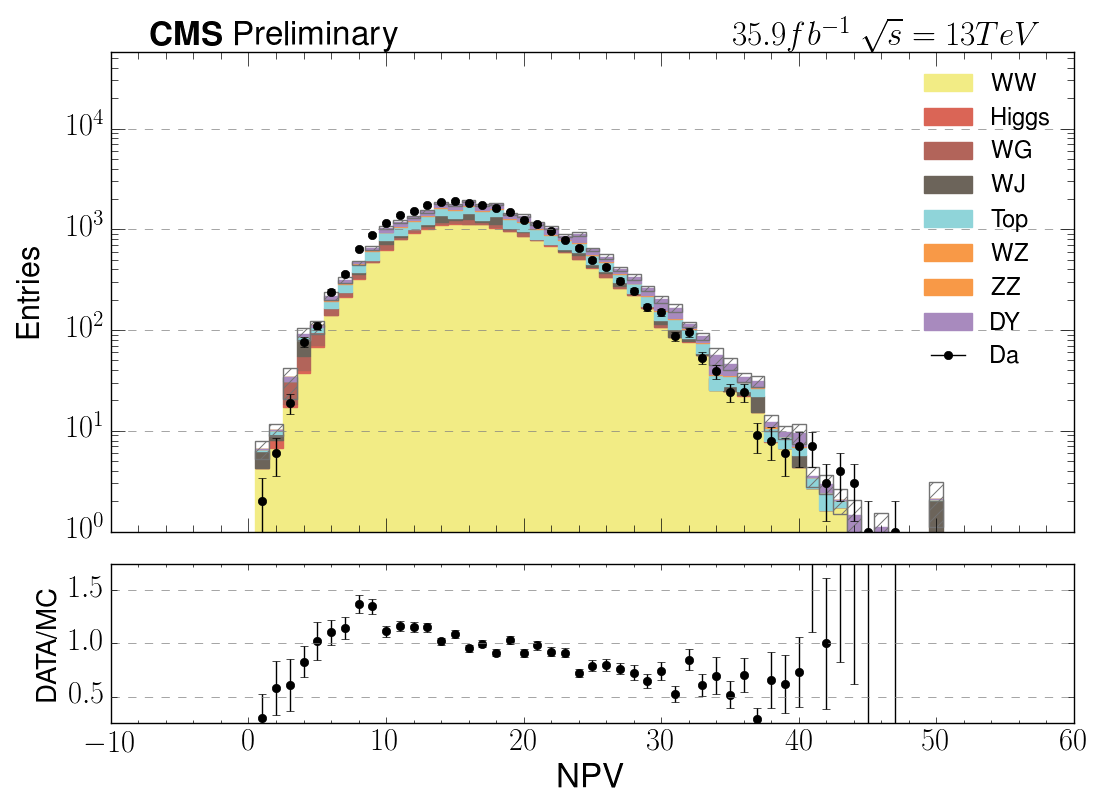 CMS Preliminary 35.9fb⁻¹ √s = 13TeV
Entries
10⁴
10³
10²
10¹
10⁰
WW
Higgs
WG
WJ
Top
WZ
ZZ
DY
Da
DATA/MC
1.5
1.0
0.5
−10 0 10 20 30 40 50 60
NPV